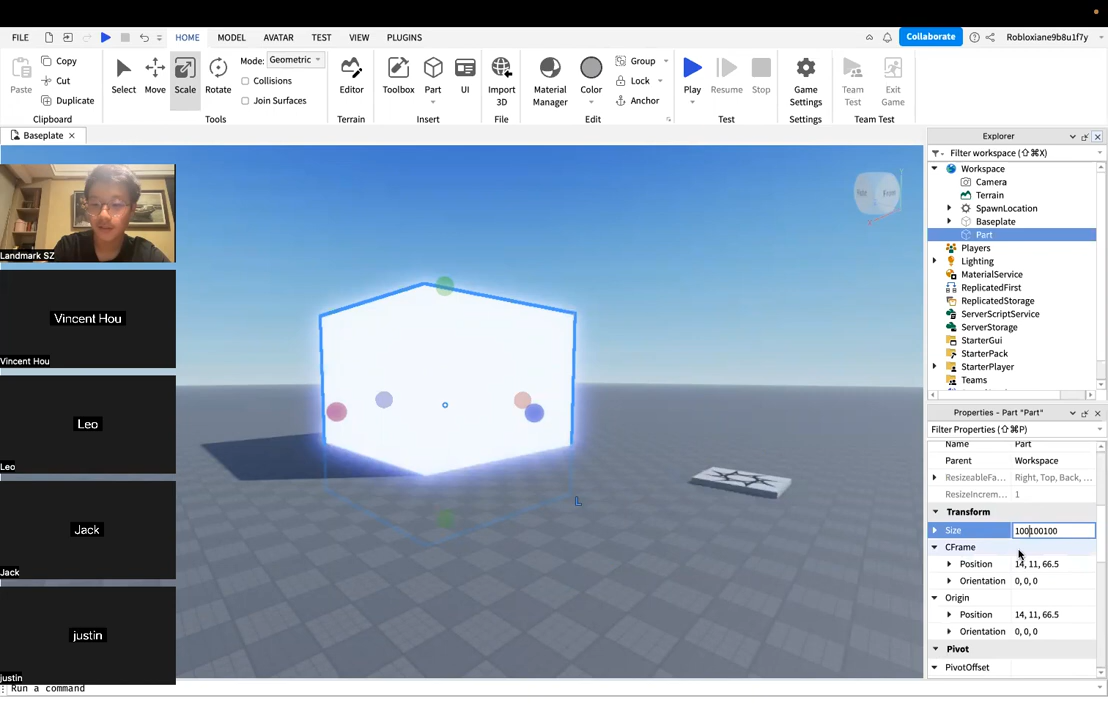 FILE HOME MODEL AVATAR TEST VIEW PLUGINS Collaborate Robloxiane9b8u1f7y
Paste Copy Cut Duplicate Select Move Scale Rotate Mode: Geometric Collisions Join Surfaces Editor Toolbox Part UI Import 3D Material Manager Color Group Lock Anchor Play Resume Stop Game Settings Team Test Exit Game
Clipboard Tools Terrain Insert File Edit Test Settings Team Test
Baseplate
Landmark SZ
Vincent Hou
Vincent Hou
Leo
Leo
Jack
Jack
justin
justin
L
Explorer
Filter workspace (⇧⌘X)
Workspace
Camera
Terrain
SpawnLocation
Baseplate
Part
Players
Lighting
MaterialService
ReplicatedFirst
ReplicatedStorage
ServerScriptService
ServerStorage
StarterGui
StarterPack
StarterPlayer
Teams
Properties - Part "Part"
Filter Properties (⇧⌘P)
Name Part
Parent Workspace
ResizeableFa... Right, Top, Back, ...
ResizeIncrem... 1
Transform
Size 100100100
CFrame
Position 14, 11, 66.5
Orientation 0, 0, 0
Origin
Position 14, 11, 66.5
Orientation 0, 0, 0
Pivot
PivotOffset
Run a command